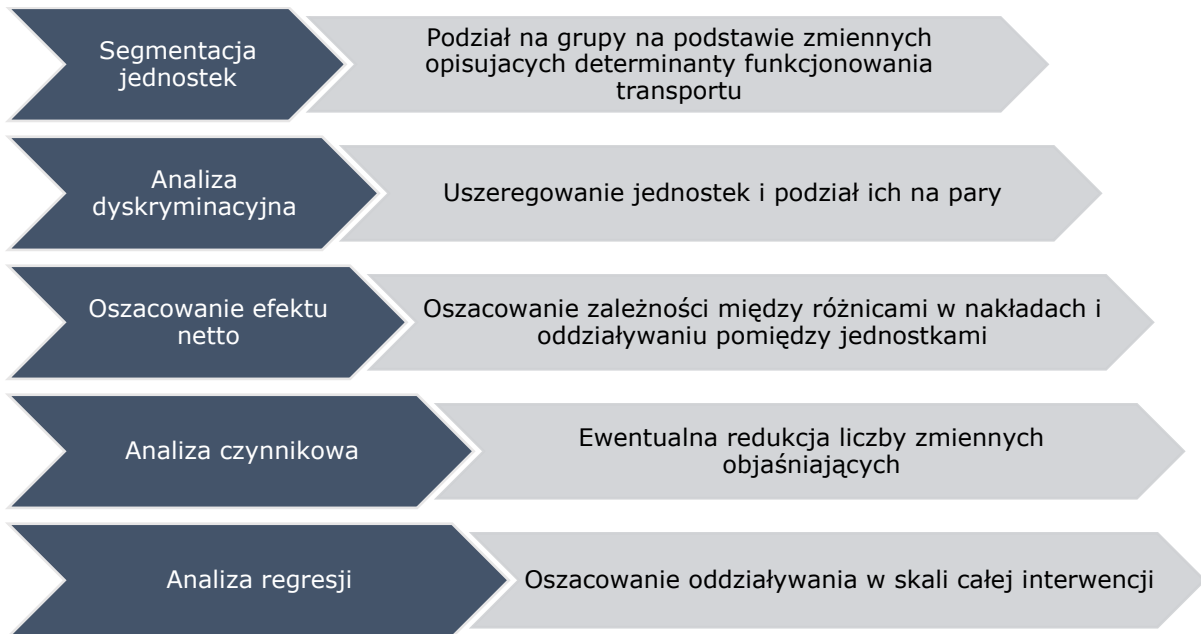 Segmentacja
jednostek
Podział na grupy na podstawie zmiennych
opisujacych determinanty funkcjonowania
transportu
Analiza
dyskryminacyjna
Uszeregowanie jednostek i podział ich na pary
Oszacowanie efektu
netto
Oszacowanie zależności między różnicami w nakładach i
oddziaływaniu pomiędzy jednostkami
Analiza czynnikowa
Ewentualna redukcja liczby zmiennych
objaśniających
Analiza regresji
Oszacowanie oddziaływania w skali całej interwencji